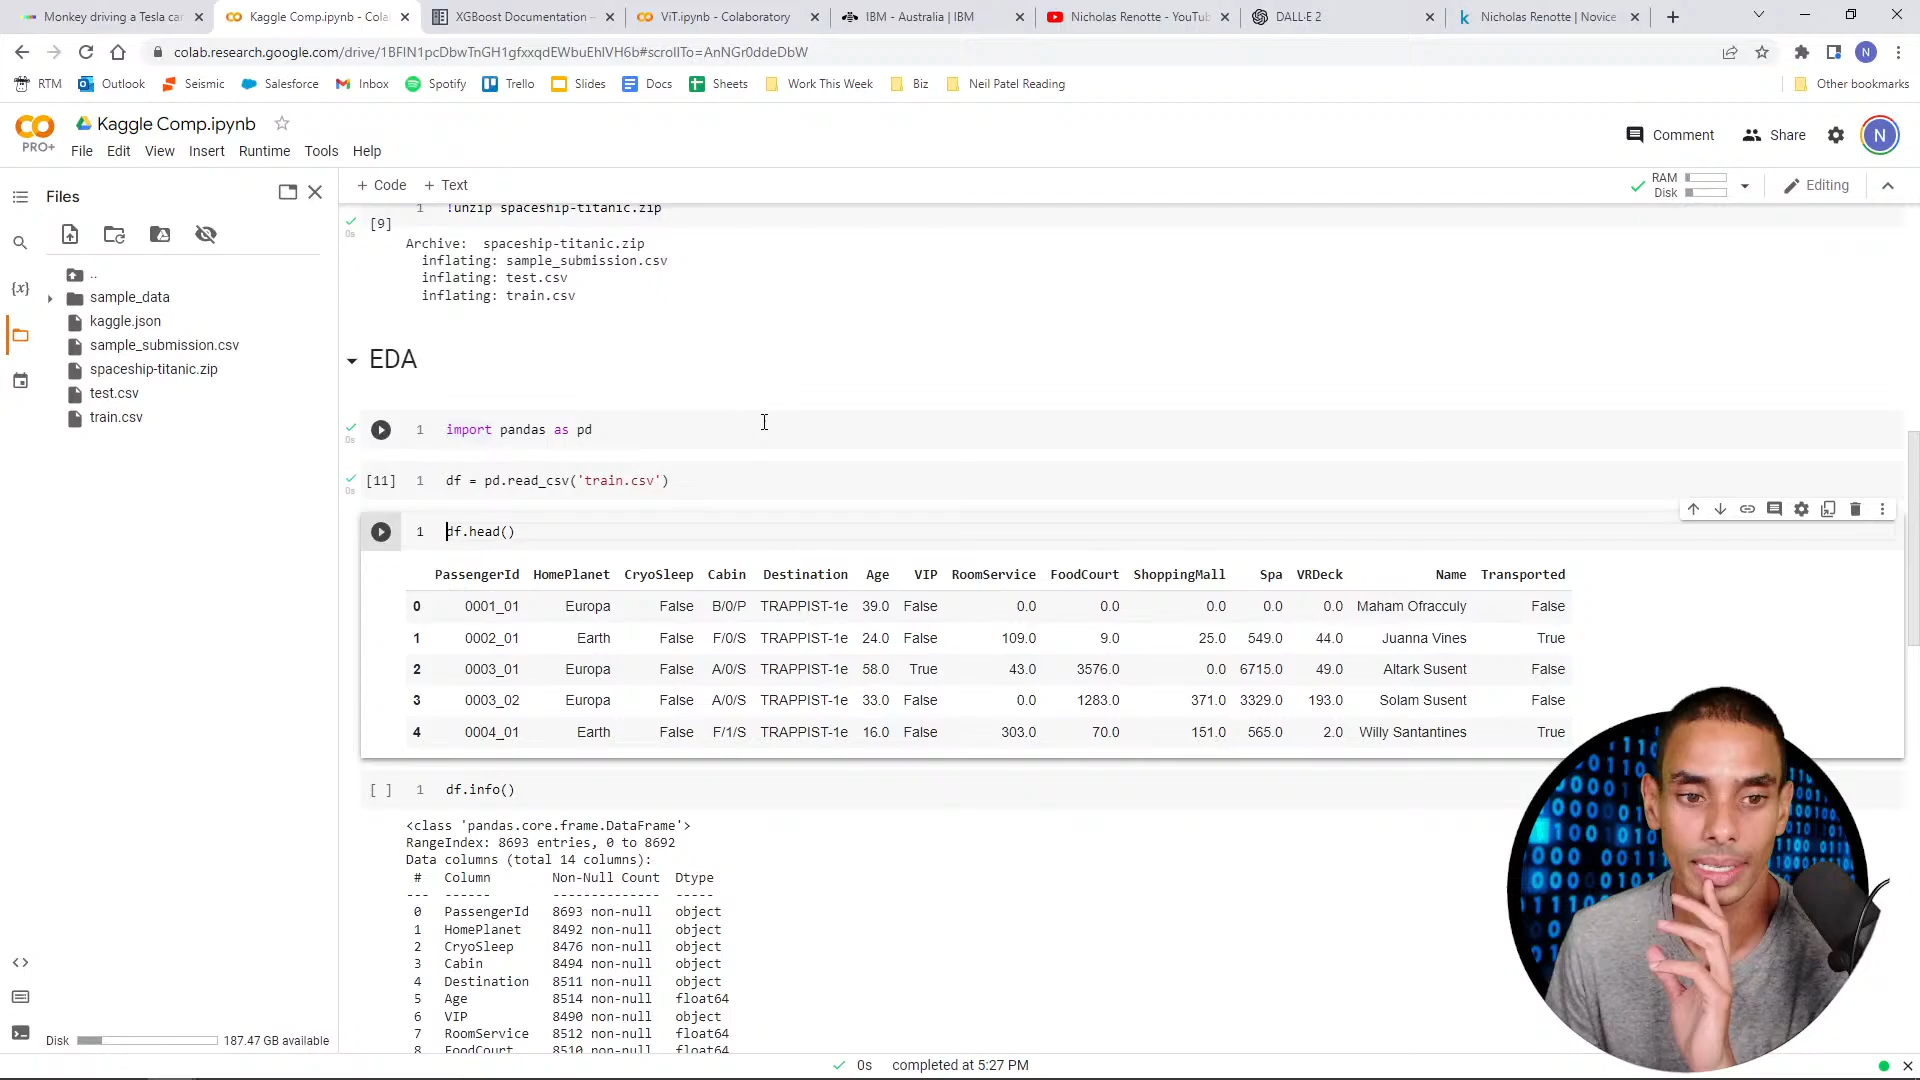 Monkey driving a Tesla car
Kaggle Comp.ipynb - Cola
XGBoost Documentation –
ViT.ipynb - Colaboratory
IBM - Australia | IBM
Nicholas Renotte - YouTu
DALL·E 2
Nicholas Renotte | Novice
colab.research.google.com/drive/1BFIN1pcDbwTnGH1gfxxqdEWbuEhlVH6b#scrollTo=AnNGr0ddeDbW
N
RTM Outlook Seismic Salesforce Inbox Spotify Trello Slides Docs Sheets Work This Week Biz Neil Patel Reading Other bookmarks
PRO+
Kaggle Comp.ipynb
Comment Share N
File Edit View Insert Runtime Tools Help
Files
+ Code + Text
RAM
Disk
Editing
..
sample_data
kaggle.json
sample_submission.csv
spaceship-titanic.zip
test.csv
train.csv
{x}
Disk 187.47 GB available
[9] 0s 1 !unzip spaceship-titanic.zip
Archive: spaceship-titanic.zip
inflating: sample_submission.csv
inflating: test.csv
inflating: train.csv
EDA
0s 1 import pandas as pd
[11] 0s 1 df = pd.read_csv('train.csv')
1 df.head()
PassengerId HomePlanet CryoSleep Cabin Destination Age VIP RoomService FoodCourt ShoppingMall Spa VRDeck Name Transported
0 0001_01 Europa False B/0/P TRAPPIST-1e 39.0 False 0.0 0.0 0.0 0.0 0.0 Maham Ofracculy False
1 0002_01 Earth False F/0/S TRAPPIST-1e 24.0 False 109.0 9.0 25.0 549.0 44.0 Juanna Vines True
2 0003_01 Europa False A/0/S TRAPPIST-1e 58.0 True 43.0 3576.0 0.0 6715.0 49.0 Altark Susent False
3 0003_02 Europa False A/0/S TRAPPIST-1e 33.0 False 0.0 1283.0 371.0 3329.0 193.0 Solam Susent False
4 0004_01 Earth False F/1/S TRAPPIST-1e 16.0 False 303.0 70.0 151.0 565.0 2.0 Willy Santantines True
[ ] 1 df.info()
<class 'pandas.core.frame.DataFrame'>
RangeIndex: 8693 entries, 0 to 8692
Data columns (total 14 columns):
# Column Non-Null Count Dtype
--- ------ -------------- -----
0 PassengerId 8693 non-null object
1 HomePlanet 8492 non-null object
2 CryoSleep 8476 non-null object
3 Cabin 8494 non-null object
4 Destination 8511 non-null object
5 Age 8514 non-null float64
6 VIP 8490 non-null object
7 RoomService 8512 non-null float64
8 FoodCourt 8510 non-null float64
0s completed at 5:27 PM